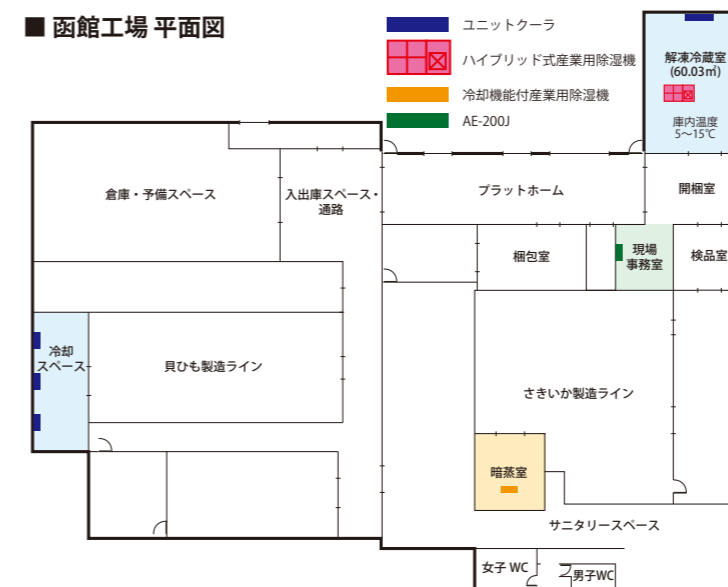 ■ 函館工場 平面図
ユニットクーラ
ハイブリッド式産業用除湿機
冷却機能付産業用除湿機
AE-200J
解凍冷蔵室
(60.03㎡)
庫内温度
5〜15℃
倉庫・予備スペース
入出庫スペース・
通路
プラットホーム
開梱室
梱包室
現場
事務室
検品室
冷却
スペース
貝ひも製造ライン
さきいか製造ライン
暗蒸室
サニタリースペース
女子 WC
男子WC